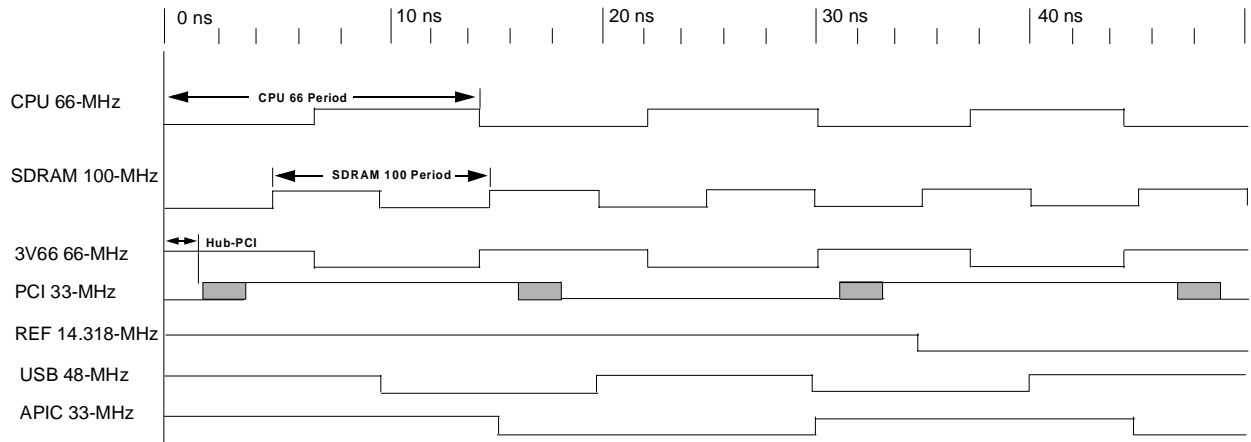 0 ns 10 ns 20 ns 30 ns 40 ns
CPU 66-MHz
CPU 66 Period
SDRAM 100-MHz
SDRAM 100 Period
Hub-PCI
3V66 66-MHz
PCI 33-MHz
REF 14.318-MHz
USB 48-MHz
APIC 33-MHz